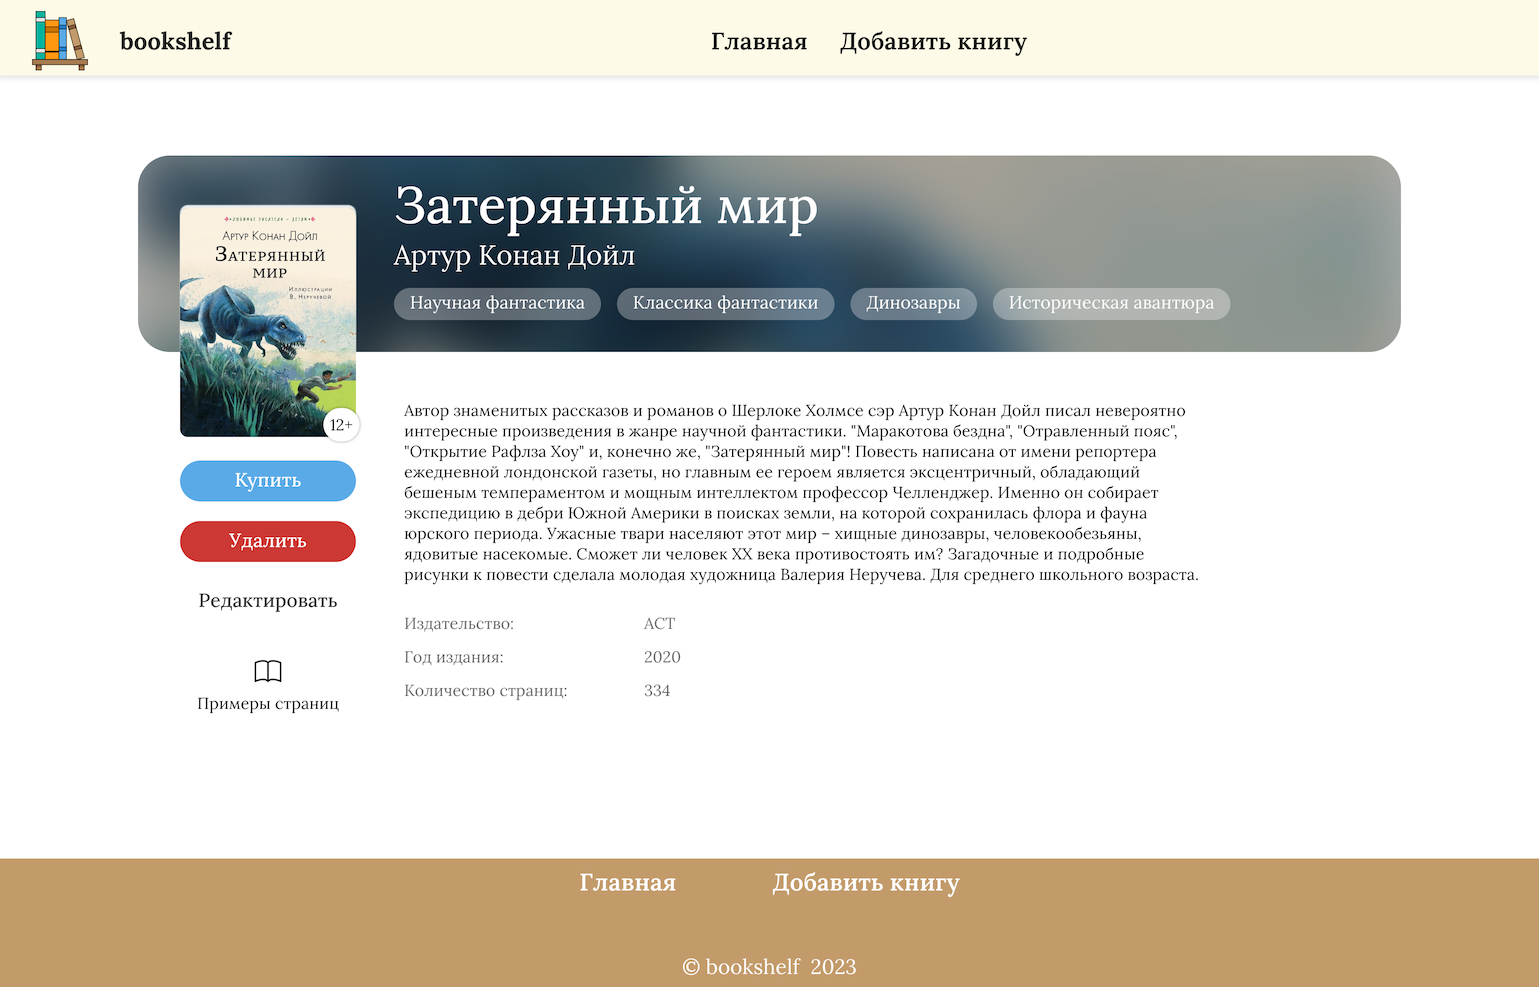 bookshelf
Главная
Добавить книгу
Затерянный мир
Артур Конан Дойл
Научная фантастика
Классика фантастики
Динозавры
Историческая авантюра
ЛЮБИМЫЕ ПИСАТЕЛИ – ДЕТЯМ
АРТУР КОНАН ДОЙЛ
ЗАТЕРЯННЫЙ
МИР
ИЛЛЮСТРАЦИИ
В. НЕРУЧЕВОЙ
12+
Купить
Удалить
Редактировать
Примеры страниц
Автор знаменитых рассказов и романов о Шерлоке Холмсе сэр Артур Конан Дойл писал невероятно
интересные произведения в жанре научной фантастики. "Маракотова бездна", "Отравленный пояс",
"Открытие Рафлза Хоу" и, конечно же, "Затерянный мир"! Повесть написана от имени репортера
ежедневной лондонской газеты, но главным ее героем является эксцентричный, обладающий
бешеным темпераментом и мощным интеллектом профессор Челленджер. Именно он собирает
экспедицию в дебри Южной Америки в поисках земли, на которой сохранилась флора и фауна
юрского периода. Ужасные твари населяют этот мир – хищные динозавры, человекообезьяны,
ядовитые насекомые. Сможет ли человек XX века противостоять им? Загадочные и подробные
рисунки к повести сделала молодая художница Валерия Неручева. Для среднего школьного возраста.
Издательство: АСТ
Год издания: 2020
Количество страниц: 334
Главная
Добавить книгу
© bookshelf 2023